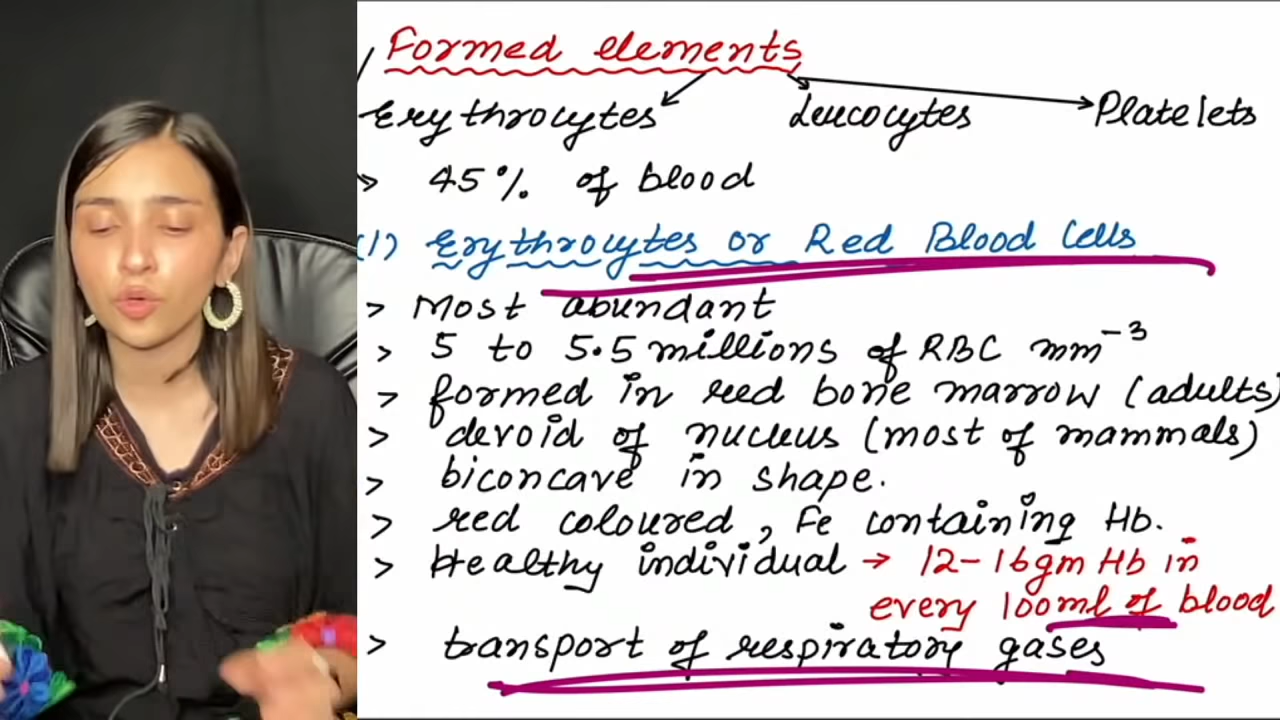 Formed elements
Erythrocytes Leucocytes Platelets
> 45% of blood
(1) Erythrocytes or Red Blood Cells
> Most abundant
> 5 to 5.5 millions of RBC mm⁻³
> formed in red bone marrow (adults)
> devoid of nucleus (most of mammals)
> biconcave in shape.
> red coloured, Fe containing Hb.
> Healthy individual → 12-16gm Hb in
every 100ml of blood
> transport of respiratory gases